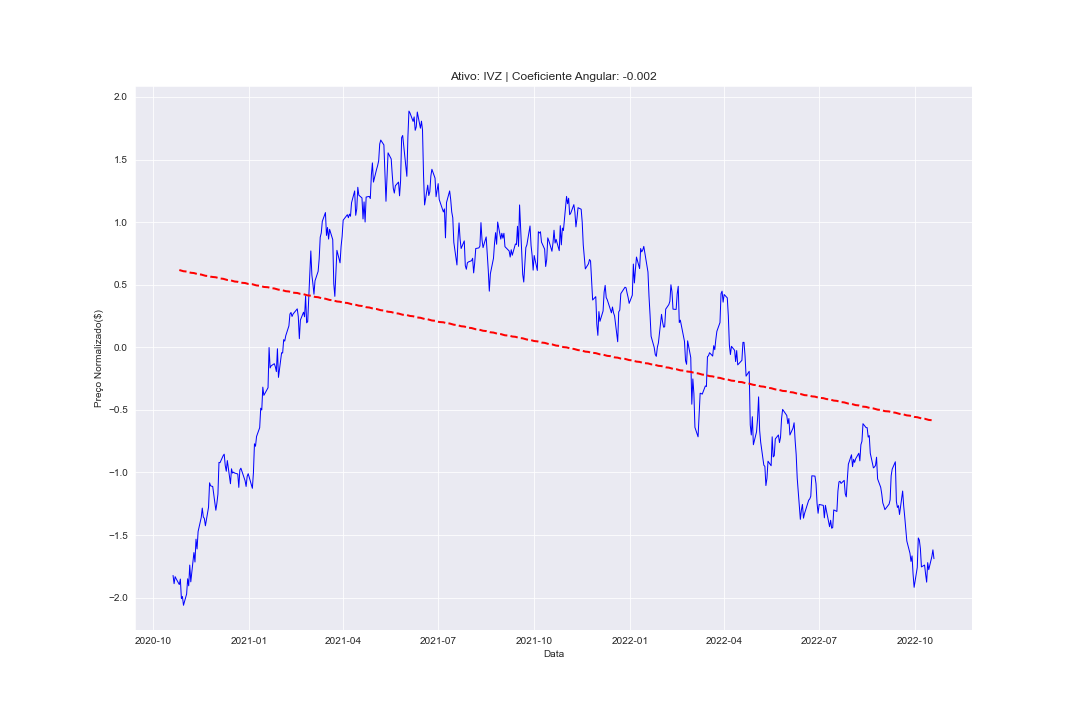 Ativo: IVZ | Coeficiente Angular: -0.002
Preço Normalizado($)
2.0
1.5
1.0
0.5
0.0
−0.5
−1.0
−1.5
−2.0
2020-10 2021-01 2021-04 2021-07 2021-10 2022-01 2022-04 2022-07 2022-10
Data